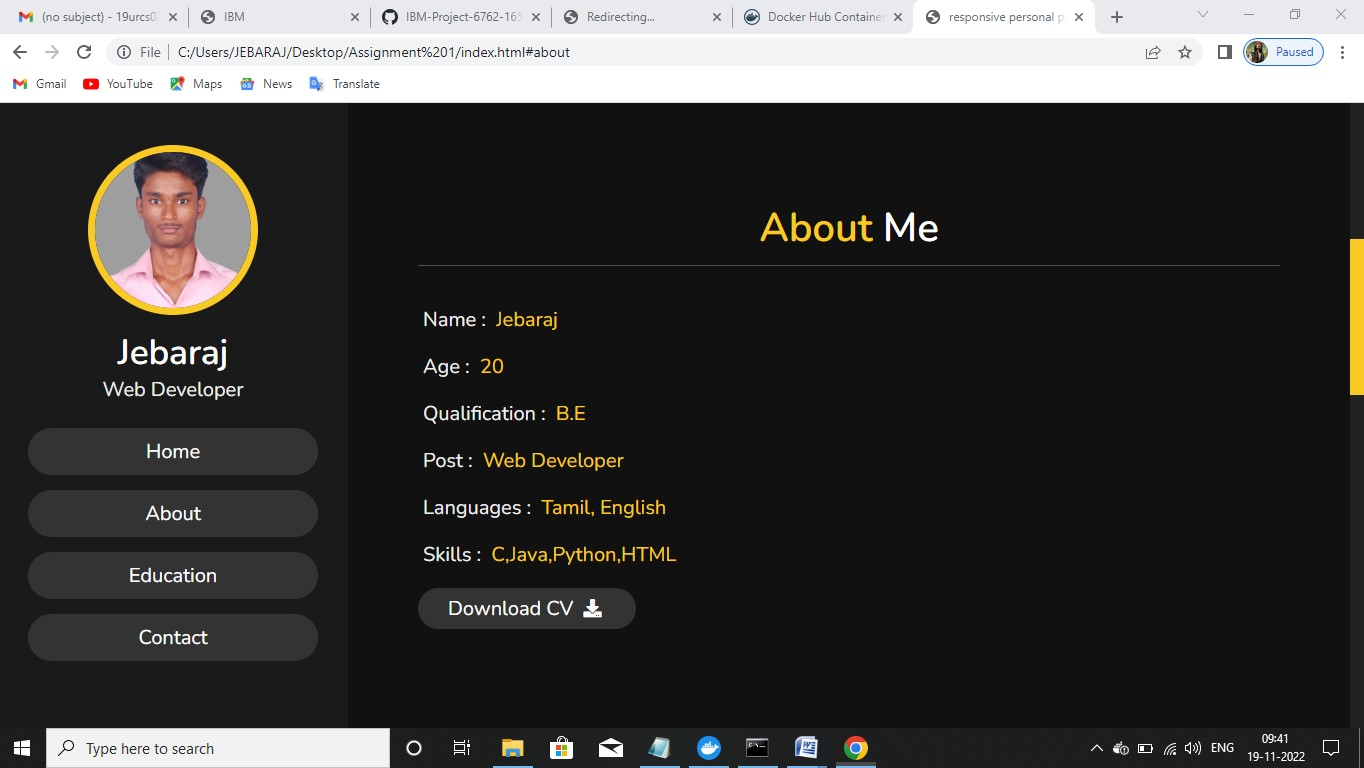 (no subject) - 19urcs0
IBM
IBM-Project-6762-165
Redirecting...
Docker Hub Container
responsive personal p
File C:/Users/JEBARAJ/Desktop/Assignment%201/index.html#about
Paused
Gmail YouTube Maps News Translate
Jebaraj
Web Developer
Home
About
Education
Contact
About Me
Name : Jebaraj
Age : 20
Qualification : B.E
Post : Web Developer
Languages : Tamil, English
Skills : C,Java,Python,HTML
Download CV
Type here to search
ENG
09:41
19-11-2022